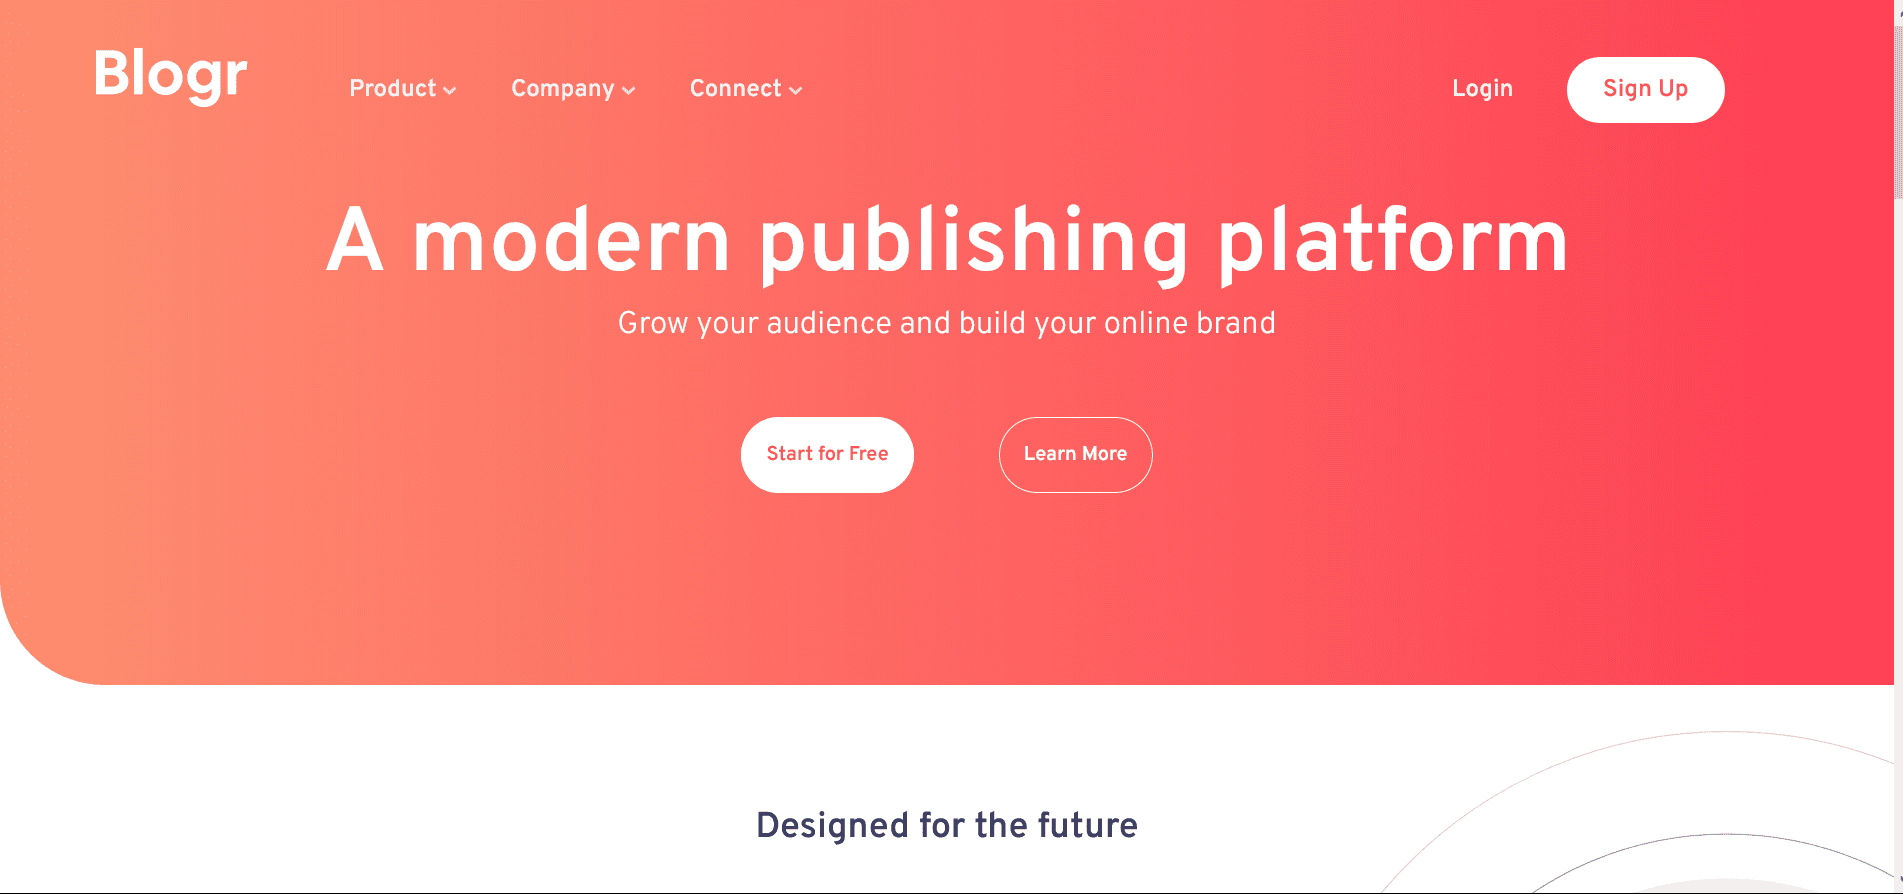 Blogr
Product
Company
Connect
Login
Sign Up
A modern publishing platform
Grow your audience and build your online brand
Start for Free
Learn More
Designed for the future